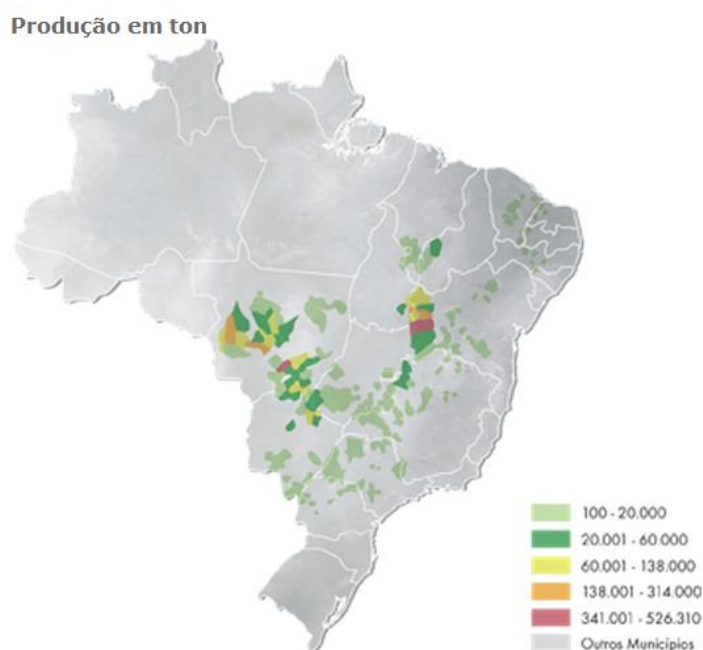 Produção em ton
100 - 20.000
20.001 - 60.000
60.001 - 138.000
138.001 - 314.000
341.001 - 526.310
Outros Municípios